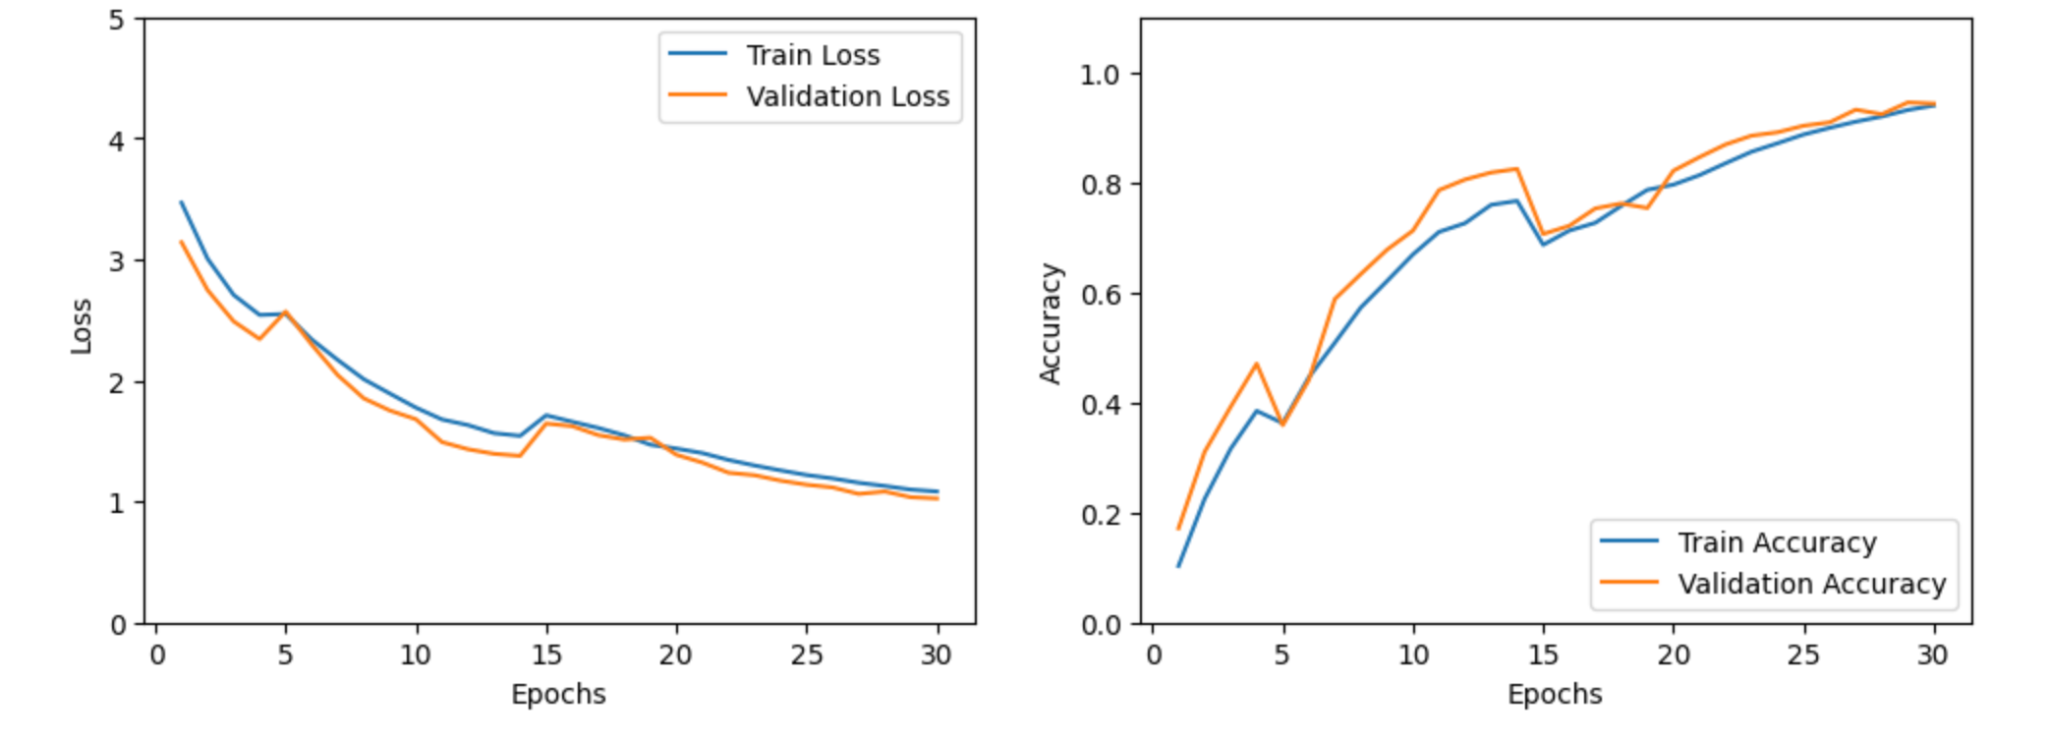 5
4
3
2
1
0
Loss
0 5 10 15 20 25 30
Epochs
Train Loss
Validation Loss
1.0
0.8
0.6
0.4
0.2
0.0
Accuracy
0 5 10 15 20 25 30
Epochs
Train Accuracy
Validation Accuracy